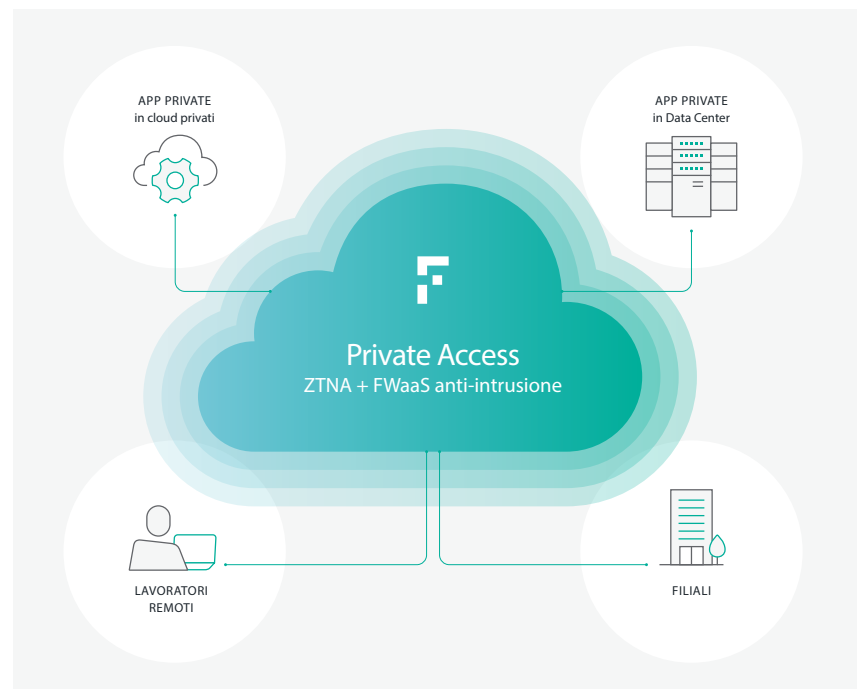 APP PRIVATE
in cloud privati
APP PRIVATE
in Data Center
Private Access
ZTNA + FWaaS anti-intrusione
LAVORATORI
REMOTI
FILIALI